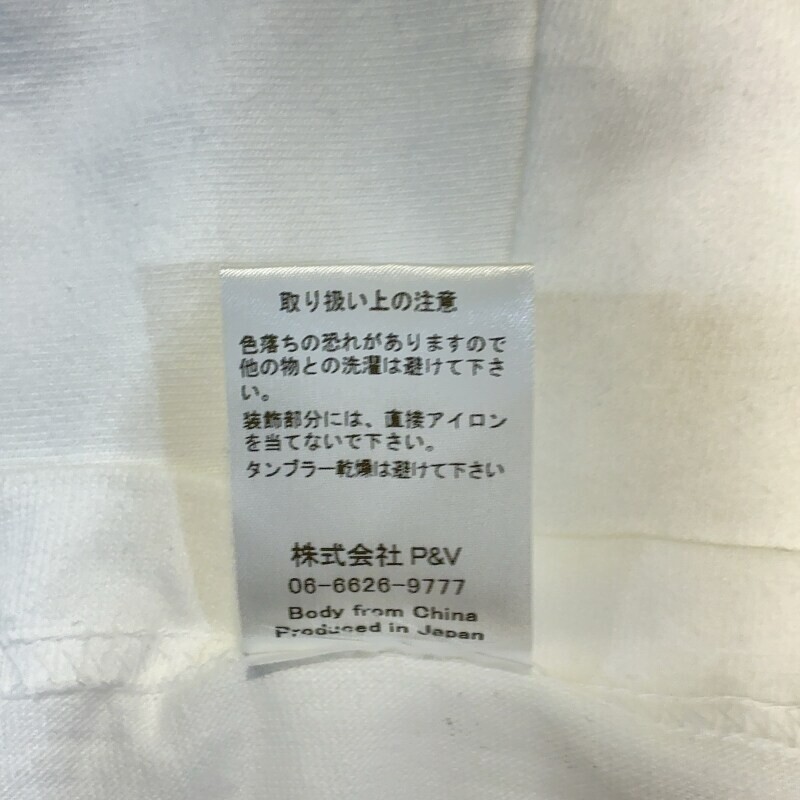 取り扱い上の注意
色落ちの恐れがありますので
他の物との洗濯は避けて下さ
い。
装飾部分には、直接アイロン
を当てないで下さい。
タンブラー乾燥は避けて下さい
株式会社 P&V
06-6626-9777
Body from China
Produced in Japan